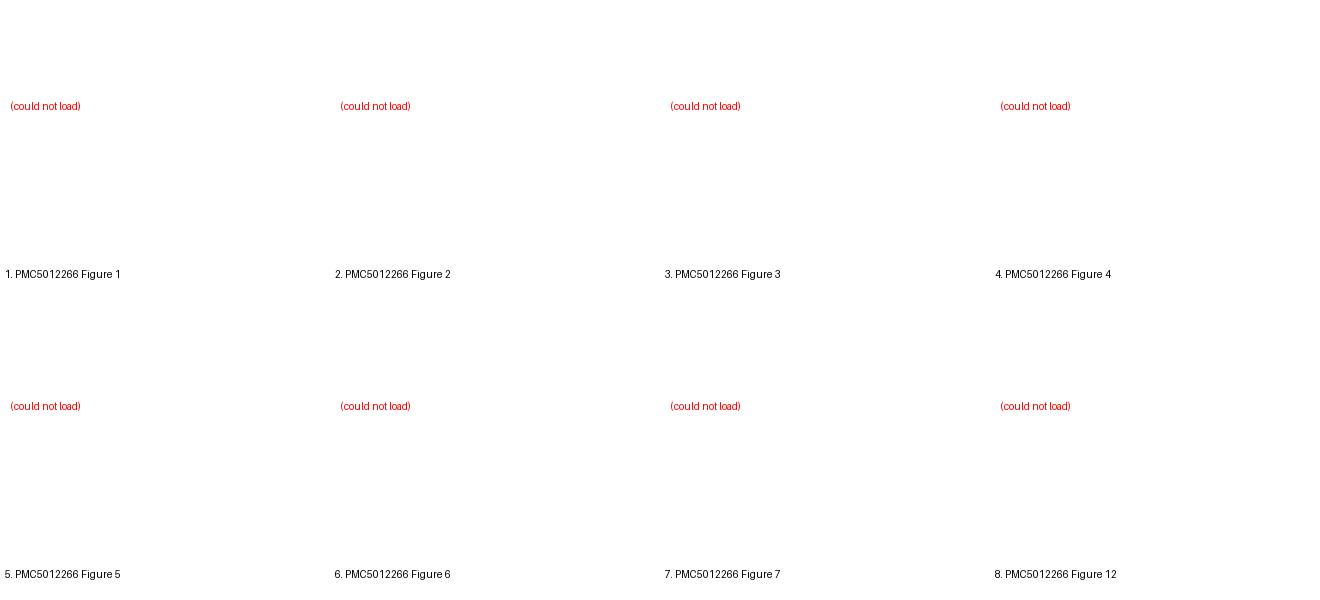 (could not load) (could not load) (could not load) (could not load)
1. PMC5012266 Figure 1 2. PMC5012266 Figure 2 3. PMC5012266 Figure 3 4. PMC5012266 Figure 4
(could not load) (could not load) (could not load) (could not load)
5. PMC5012266 Figure 5 6. PMC5012266 Figure 6 7. PMC5012266 Figure 7 8. PMC5012266 Figure 12